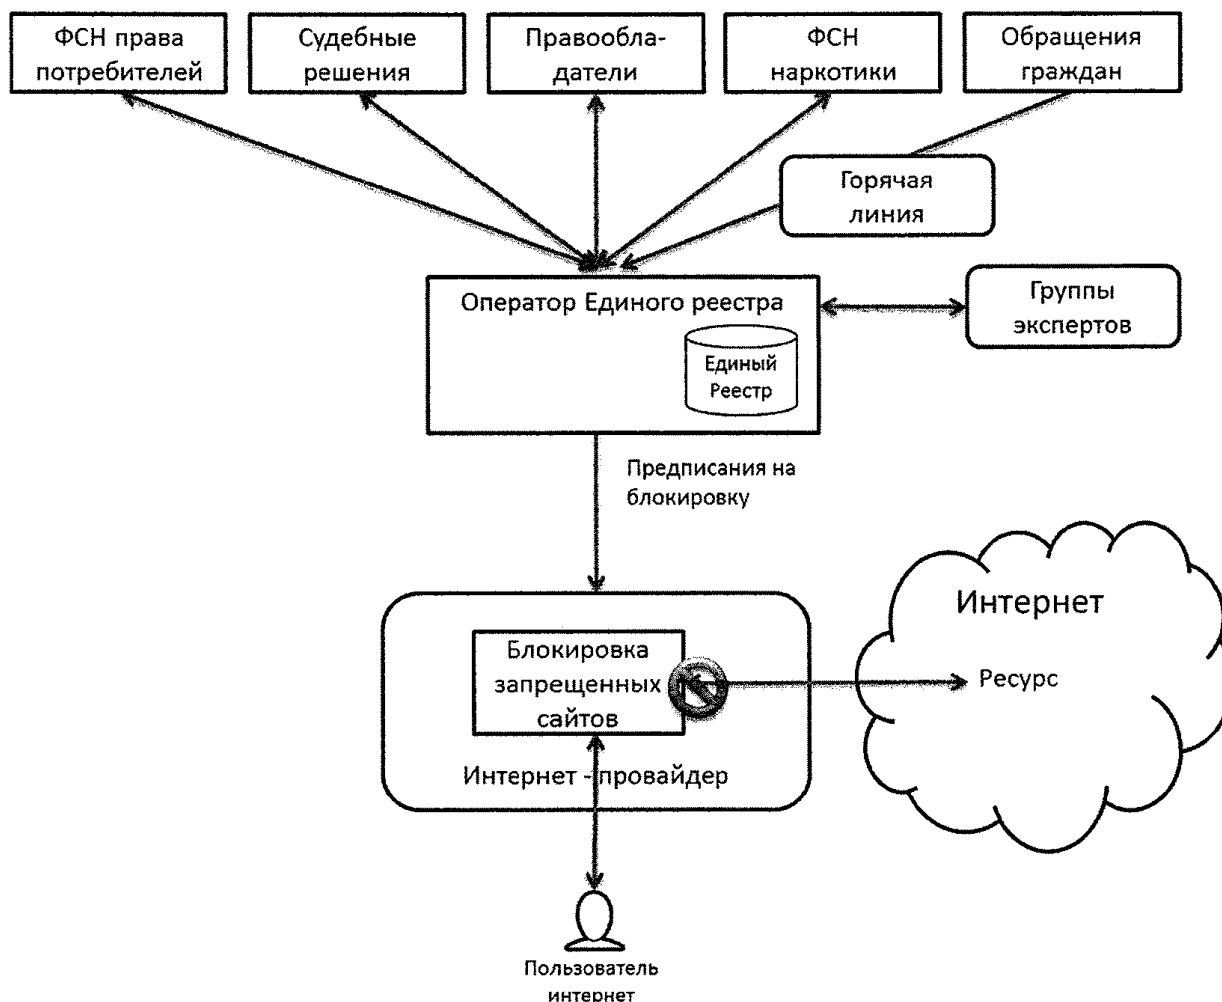 ФСН права
потребителей
Судебные
решения
Правообла-
датели
ФСН
наркотики
Обращения
граждан
Горячая
линия
Оператор Единого реестра
Группы
экспертов
Единый
Реестр
Предписания на
блокировку
Интернет
Блокировка
запрещенных
сайтов
Ресурс
Интернет - провайдер
Пользователь
интернет